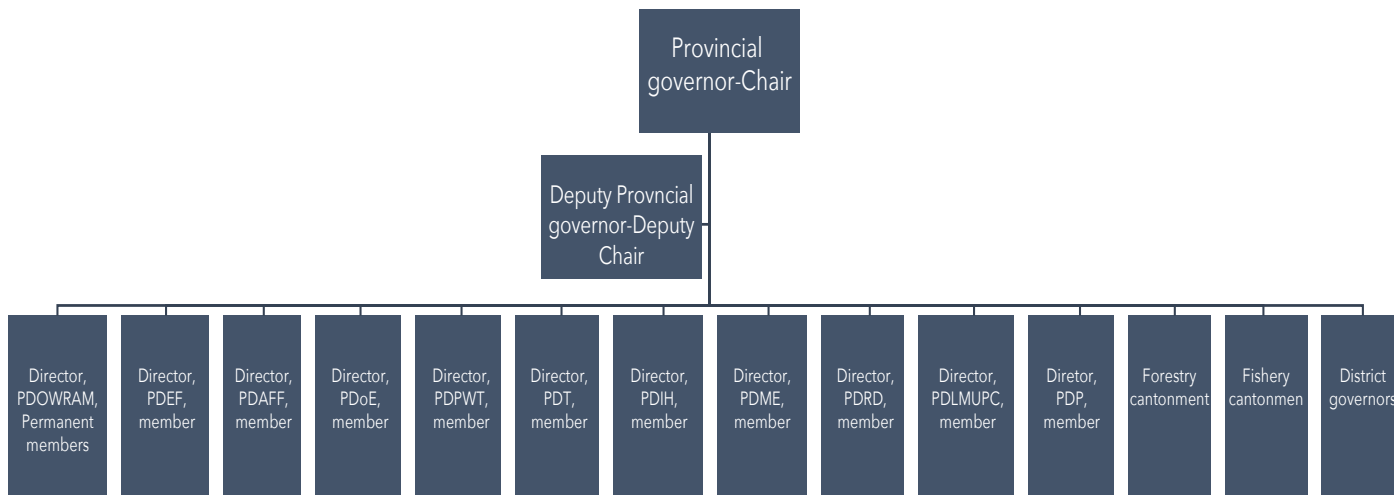 Provincial
governor-Chair
Deputy Provncial
governor-Deputy
Chair
Director,
PDOWRAM,
Permanent
members
Director,
PDEF,
member
Director,
PDAFF,
member
Director,
PDoE,
member
Director,
PDPWT,
member
Director,
PDT,
member
Director,
PDIH,
member
Director,
PDME,
member
Director,
PDRD,
member
Director,
PDLMUPC,
member
Diretor,
PDP,
member
Forestry
cantonment
Fishery
cantonmen
District
governors